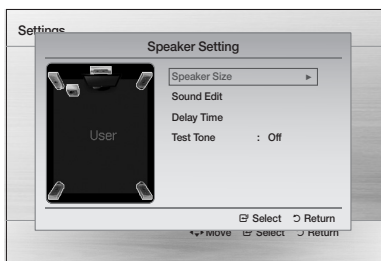 Settings
Speaker Setting
Speaker Size ►
Sound Edit
Delay Time
Test Tone : Off
User
Select Return
Move Select Return